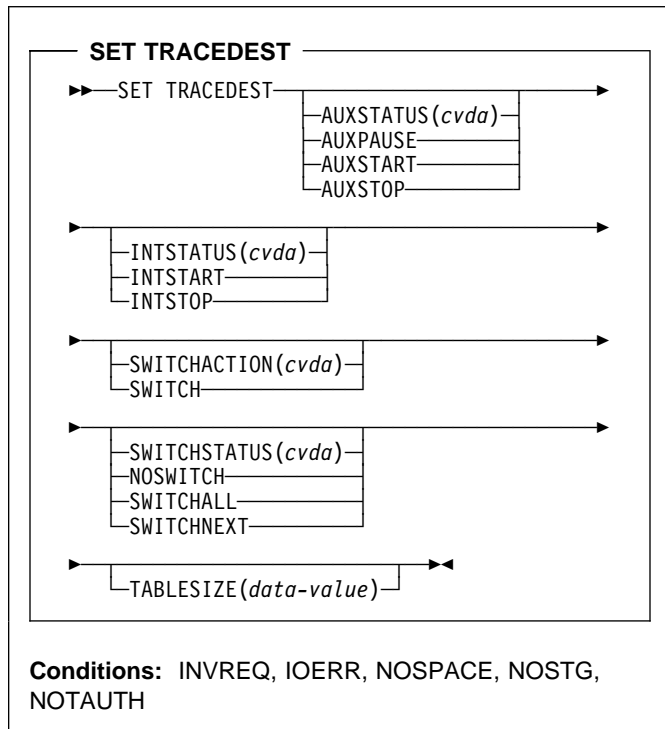 SET TRACEDEST
SET TRACEDEST
AUXSTATUS(cvda)
AUXPAUSE
AUXSTART
AUXSTOP
INTSTATUS(cvda)
INTSTART
INTSTOP
SWITCHACTION(cvda)
SWITCH
SWITCHSTATUS(cvda)
NOSWITCH
SWITCHALL
SWITCHNEXT
TABLESIZE(data-value)
Conditions: INVREQ, IOERR, NOSPACE, NOSTG,
NOTAUTH